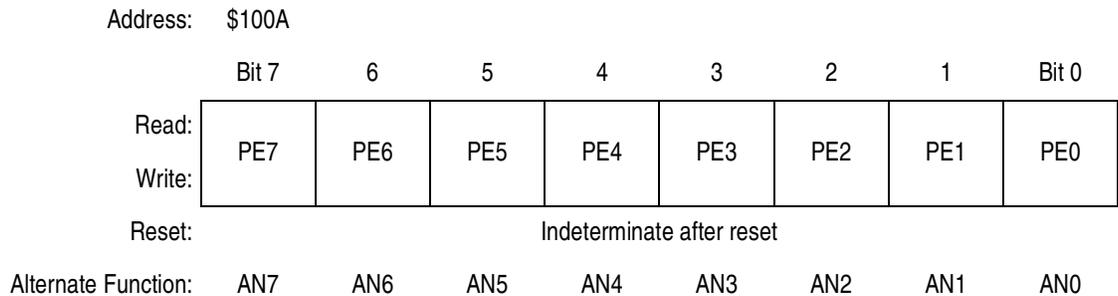 Address: $100A
Bit 7 6 5 4 3 2 1 Bit 0
Read:
PE7 PE6 PE5 PE4 PE3 PE2 PE1 PE0
Write:
Reset: Indeterminate after reset
Alternate Function: AN7 AN6 AN5 AN4 AN3 AN2 AN1 AN0